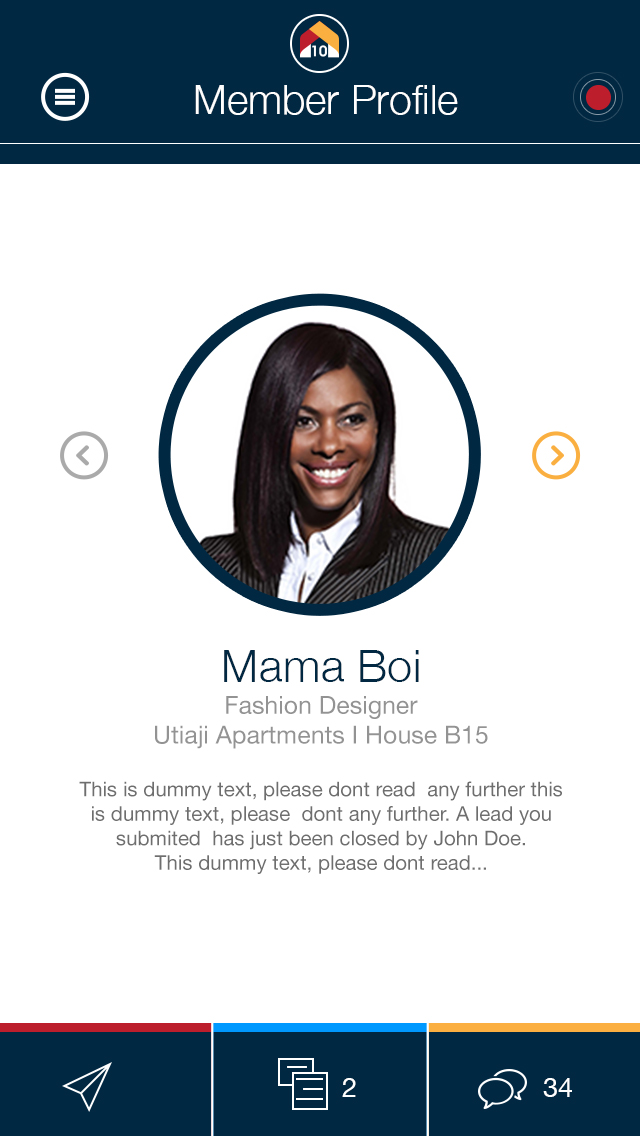 10
Member Profile
Mama Boi
Fashion Designer
Utiaji Apartments I House B15
This is dummy text, please dont read  any further this
is dummy text, please  dont any further. A lead you
submited  has just been closed by John Doe.
This dummy text, please dont read...
2
34